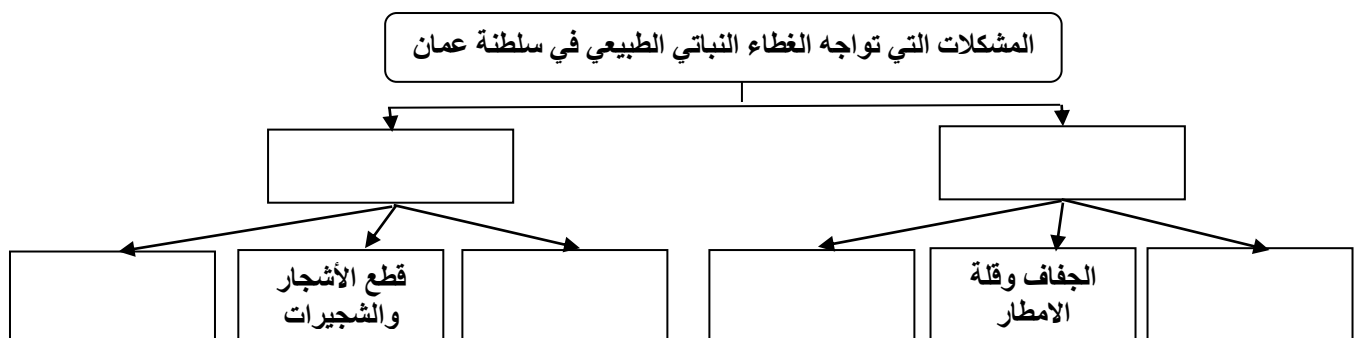 المشكلات التي تواجه الغطاء النباتي الطبيعي في سلطنة عمان
الجفاف وقلة
الامطار
قطع الأشجار
والشجيرات